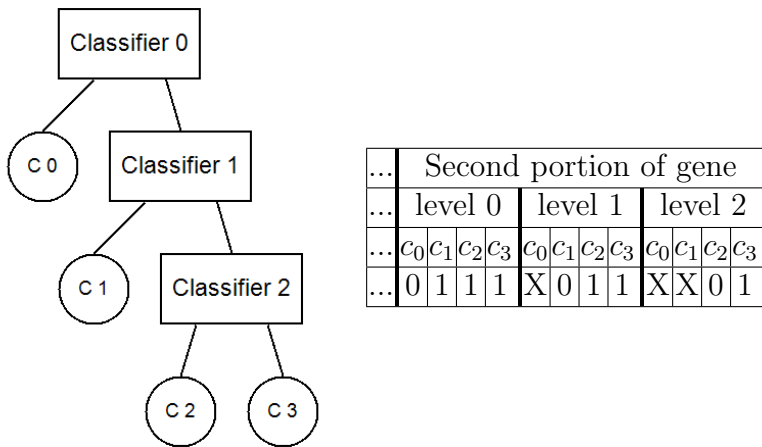 Classifier 0
C 0
Classifier 1
C 1
Classifier 2
C 2
C 3
... Second portion of gene
... level 0 level 1 level 2
... c₀ c₁ c₂ c₃ c₀ c₁ c₂ c₃ c₀ c₁ c₂ c₃
... 0 1 1 1 X 0 1 1 X X 0 1